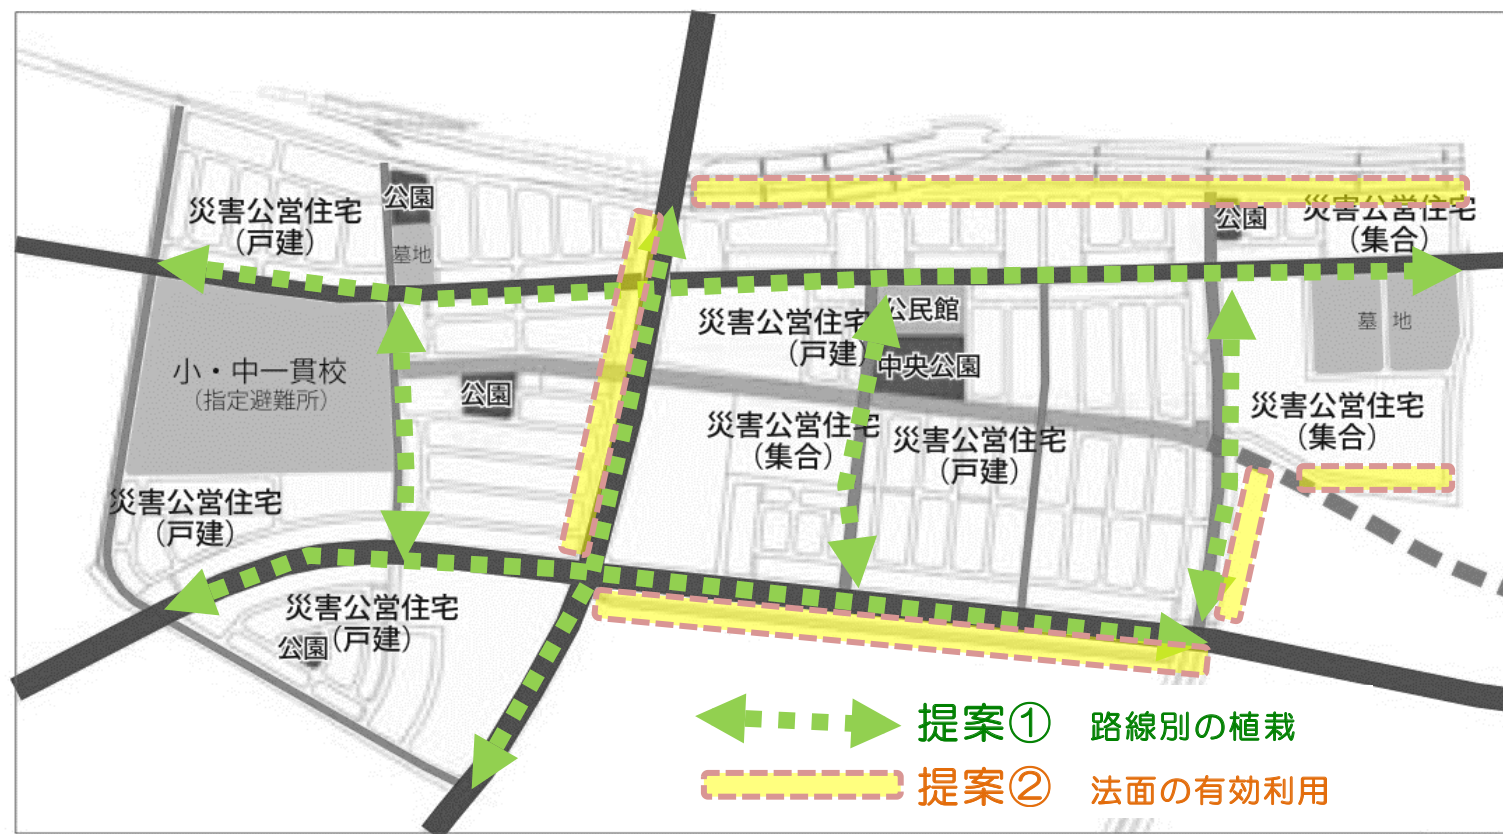 公園
災害公営住宅
（戸建）
墓地
公園
災害公営住宅
（集合）
災害公営住宅
（戸建）
公民館
中央公園
墓 地
小・中一貫校
（指定避難所）
公園
災害公営住宅
（集合）
災害公営住宅
（戸建）
災害公営住宅
（集合）
災害公営住宅
（戸建）
災害公営住宅
（戸建）
公園
提案① 路線別の植栽
提案② 法面の有効利用